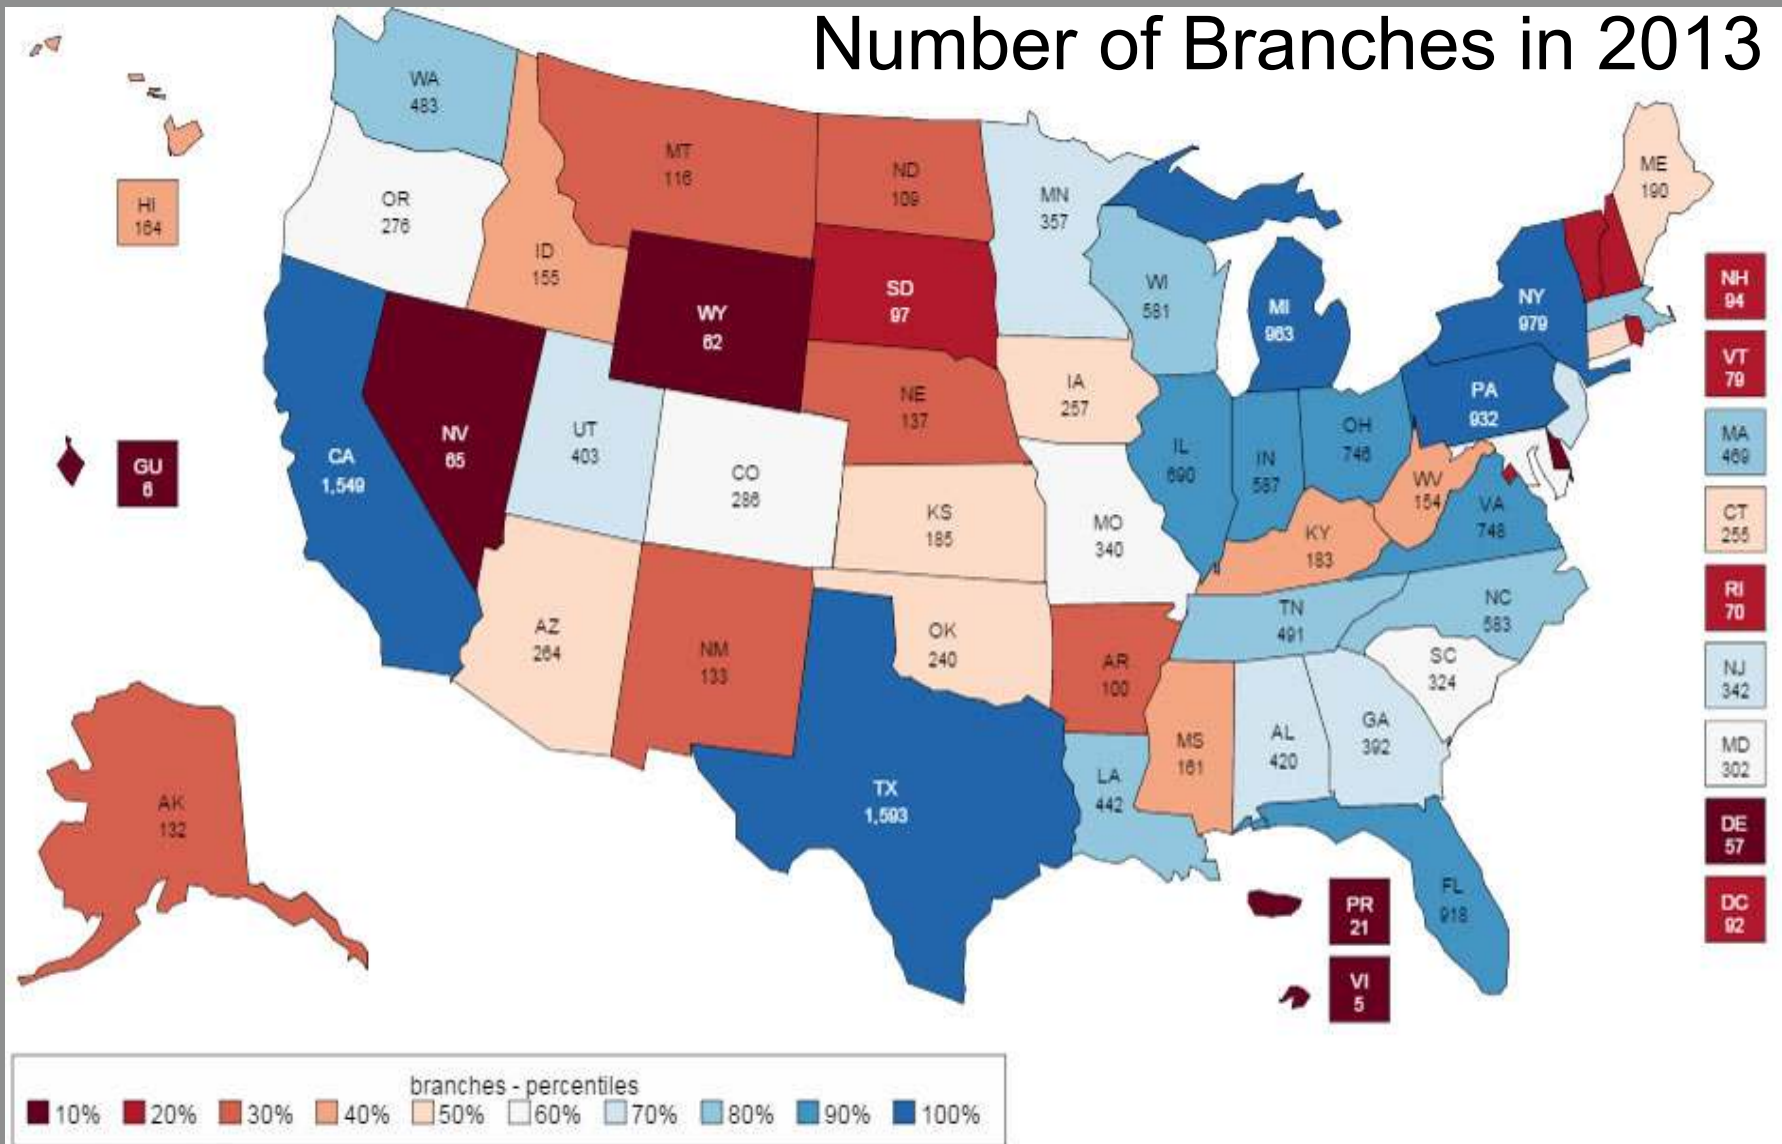 Number of Branches in 2013
WA
483
MT
116
ND
109
MN
357
ME
190
OR
276
HI
164
ID
155
WI
581
SD
97
WY
62
MI
963
NY
979
NH
94
VT
79
NE
137
IA
257
PA
932
UT
403
NV
65
CA
1,549
GU
6
CO
286
IL
690
IN
587
OH
746
MA
469
WV
154
VA
748
KS
185
MO
340
KY
183
CT
255
AZ
264
NM
133
OK
240
AR
100
TN
491
NC
583
RI
70
SC
324
NJ
342
MS
161
AL
420
GA
392
MD
302
LA
442
TX
1,593
AK
132
DE
57
FL
918
PR
21
DC
92
VI
5
branches - percentiles
10% 20% 30% 40% 50% 60% 70% 80% 90% 100%